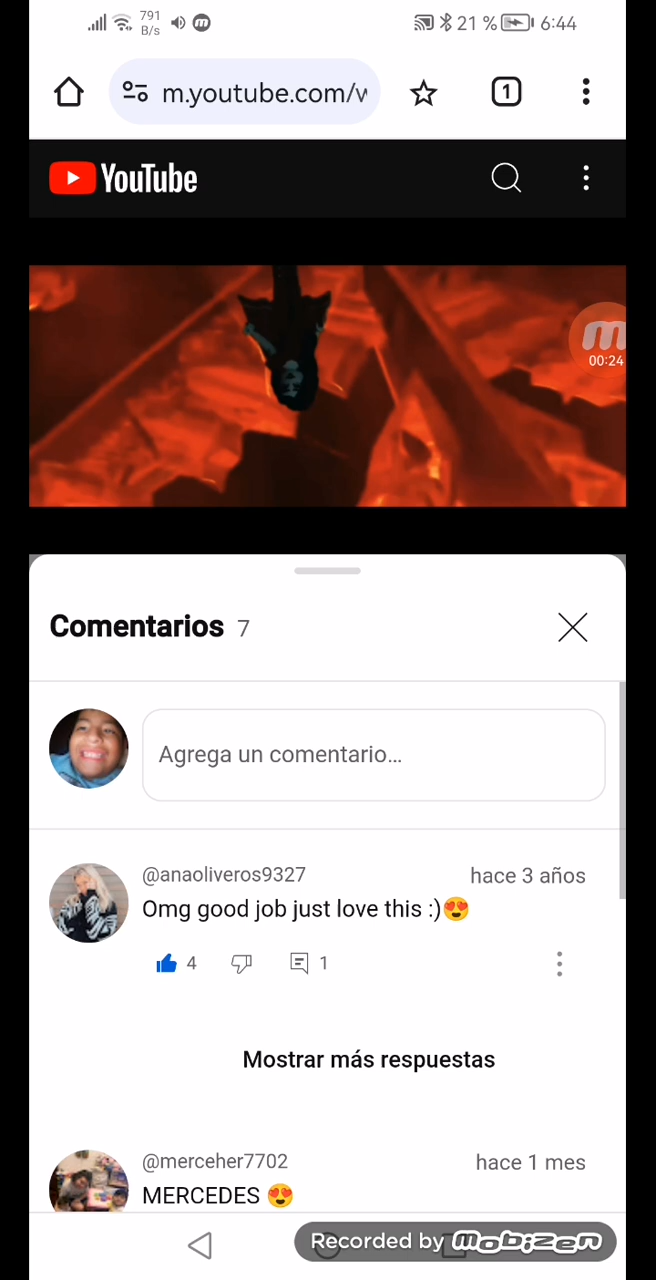 791
B/s
21 %
6:44
m.youtube.com/w
1
YouTube
00:24
Comentarios 7
Agrega un comentario...
@anaoliveros9327
hace 3 años
Omg good job just love this :)😍
4
1
Mostrar más respuestas
@merceher7702
hace 1 mes
MERCEDES 😍
Recorded by mobizen